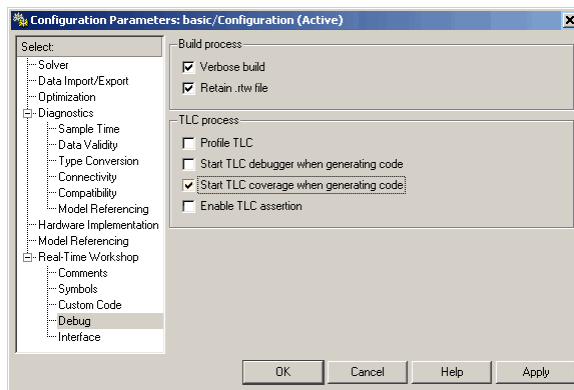 Configuration Parameters: basic/Configuration (Active)
Select:
Solver
Data Import/Export
Optimization
Diagnostics
Sample Time
Data Validity
Type Conversion
Connectivity
Compatibility
Model Referencing
Hardware Implementation
Model Referencing
Real-Time Workshop
Comments
Symbols
Custom Code
Debug
Interface
Build process
Verbose build
Retain .rtw file
TLC process
Profile TLC
Start TLC debugger when generating code
Start TLC coverage when generating code
Enable TLC assertion
OK
Cancel
Help
Apply